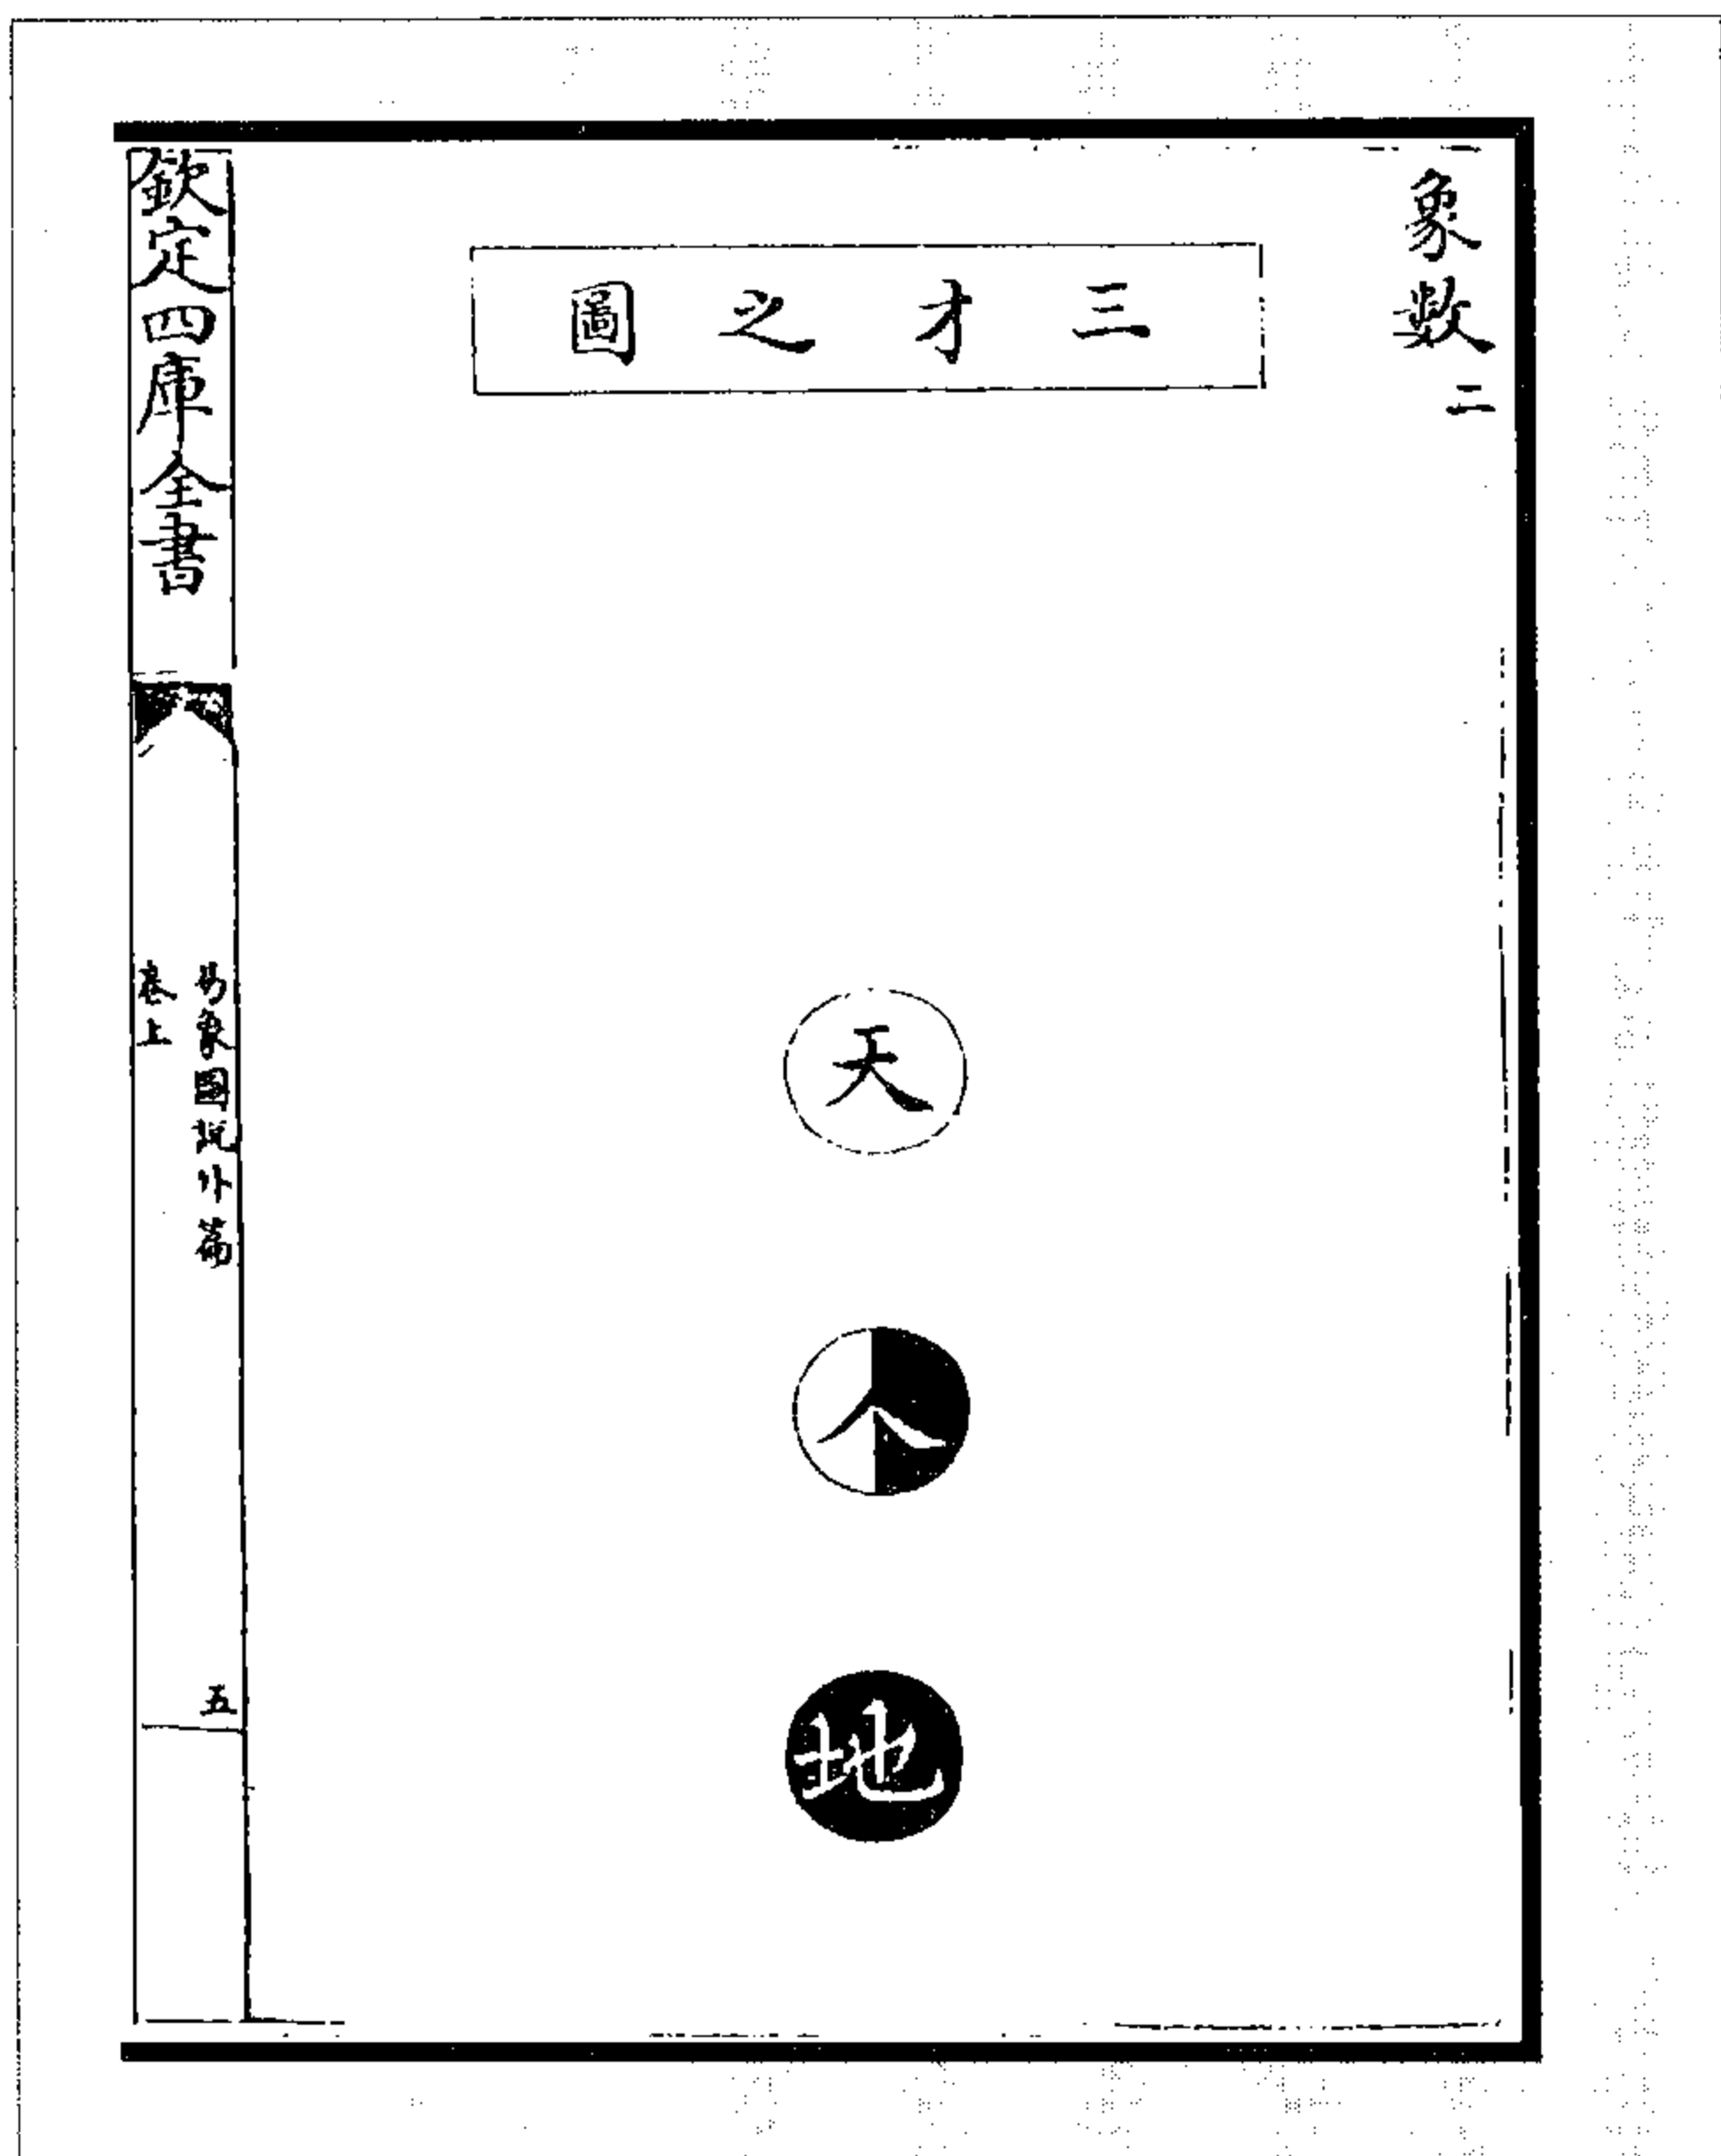 象數二
三才之圖
天
人
地
欽定四庫全書
易象圖說外篇
卷上
五